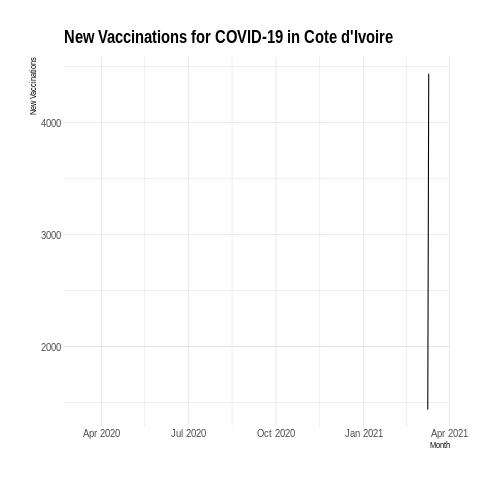 New Vaccinations for COVID-19 in Cote d'Ivoire
New Vaccinations
4000
3000
2000
Apr 2020 Jul 2020 Oct 2020 Jan 2021 Apr 2021
Month